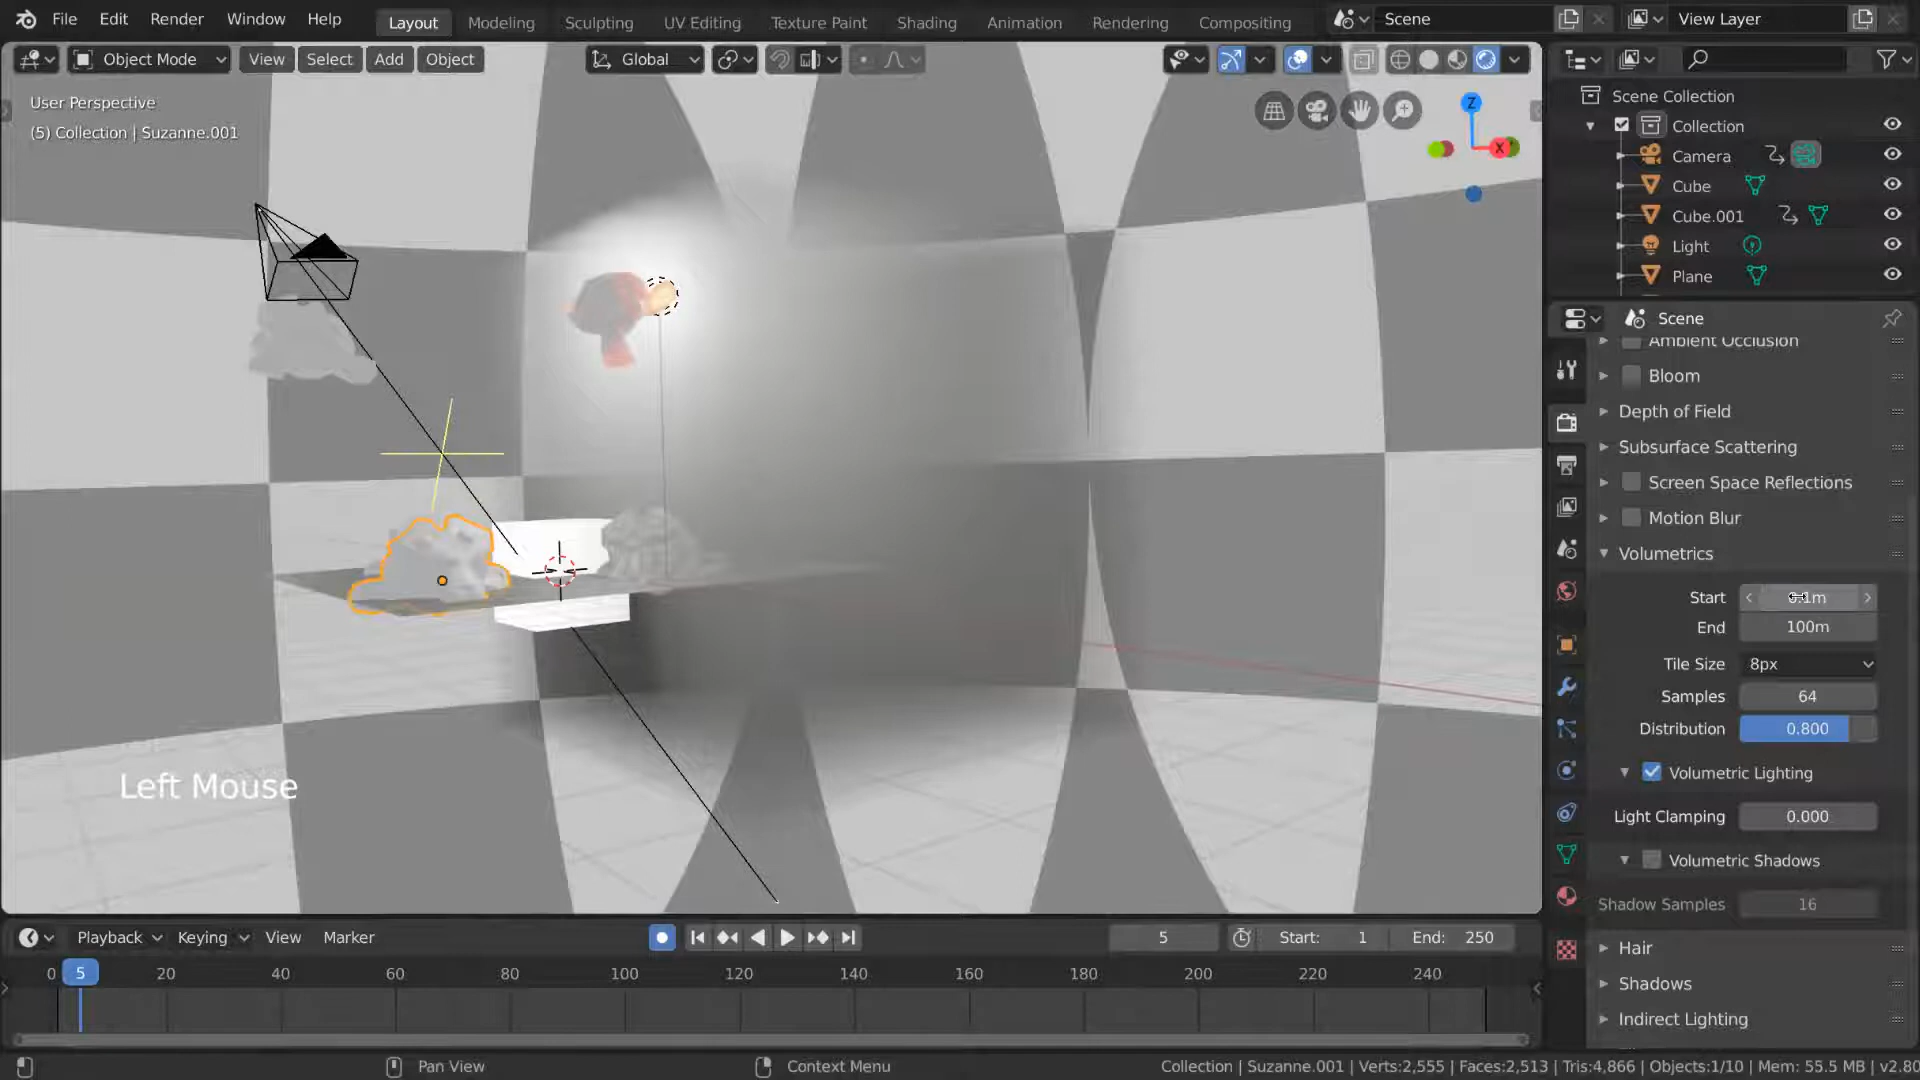 File Edit Render Window Help Layout Modeling Sculpting UV Editing Texture Paint Shading Animation Rendering Compositing Scene View Layer
Object Mode View Select Add Object Global
User Perspective
(5) Collection | Suzanne.001
Z
X
Left Mouse
Scene Collection
Collection
Camera
Cube
Cube.001
Light
Plane
Scene
Ambient Occlusion
Bloom
Depth of Field
Subsurface Scattering
Screen Space Reflections
Motion Blur
Volumetrics
Start 0.1m
End 100m
Tile Size 8px
Samples 64
Distribution 0.800
Volumetric Lighting
Light Clamping 0.000
Volumetric Shadows
Shadow Samples 16
Hair
Shadows
Indirect Lighting
Playback Keying View Marker 5 Start: 1 End: 250
0 5 20 40 60 80 100 120 140 160 180 200 220 240
Pan View Context Menu Collection | Suzanne.001 | Verts:2,555 | Faces:2,513 | Tris:4,866 | Objects:1/10 | Mem: 55.5 MB | v2.80